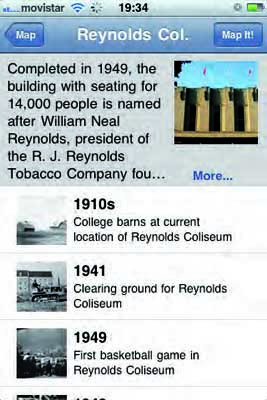 movistar 19:34
Map Reynolds Col. Map It!
Completed in 1949, the
building with seating for
14,000 people is named
after William Neal
Reynolds, president of
the R. J. Reynolds
Tobacco Company fou...
More...
1910s
College barns at current
location of Reynolds Coliseum
1941
Clearing ground for Reynolds
Coliseum
1949
First basketball game in
Reynolds Coliseum